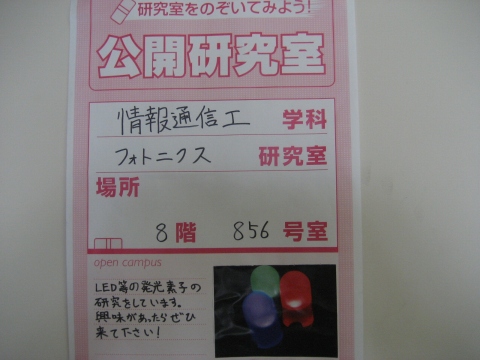 研究室をのぞいてみよう!
公開研究室
情報通信工 学科
フォトニクス 研究室
場所
8 階 856 号室
open campus
LED等の発光素子の
研究をしています。
興味があったらぜひ
来て下さい!